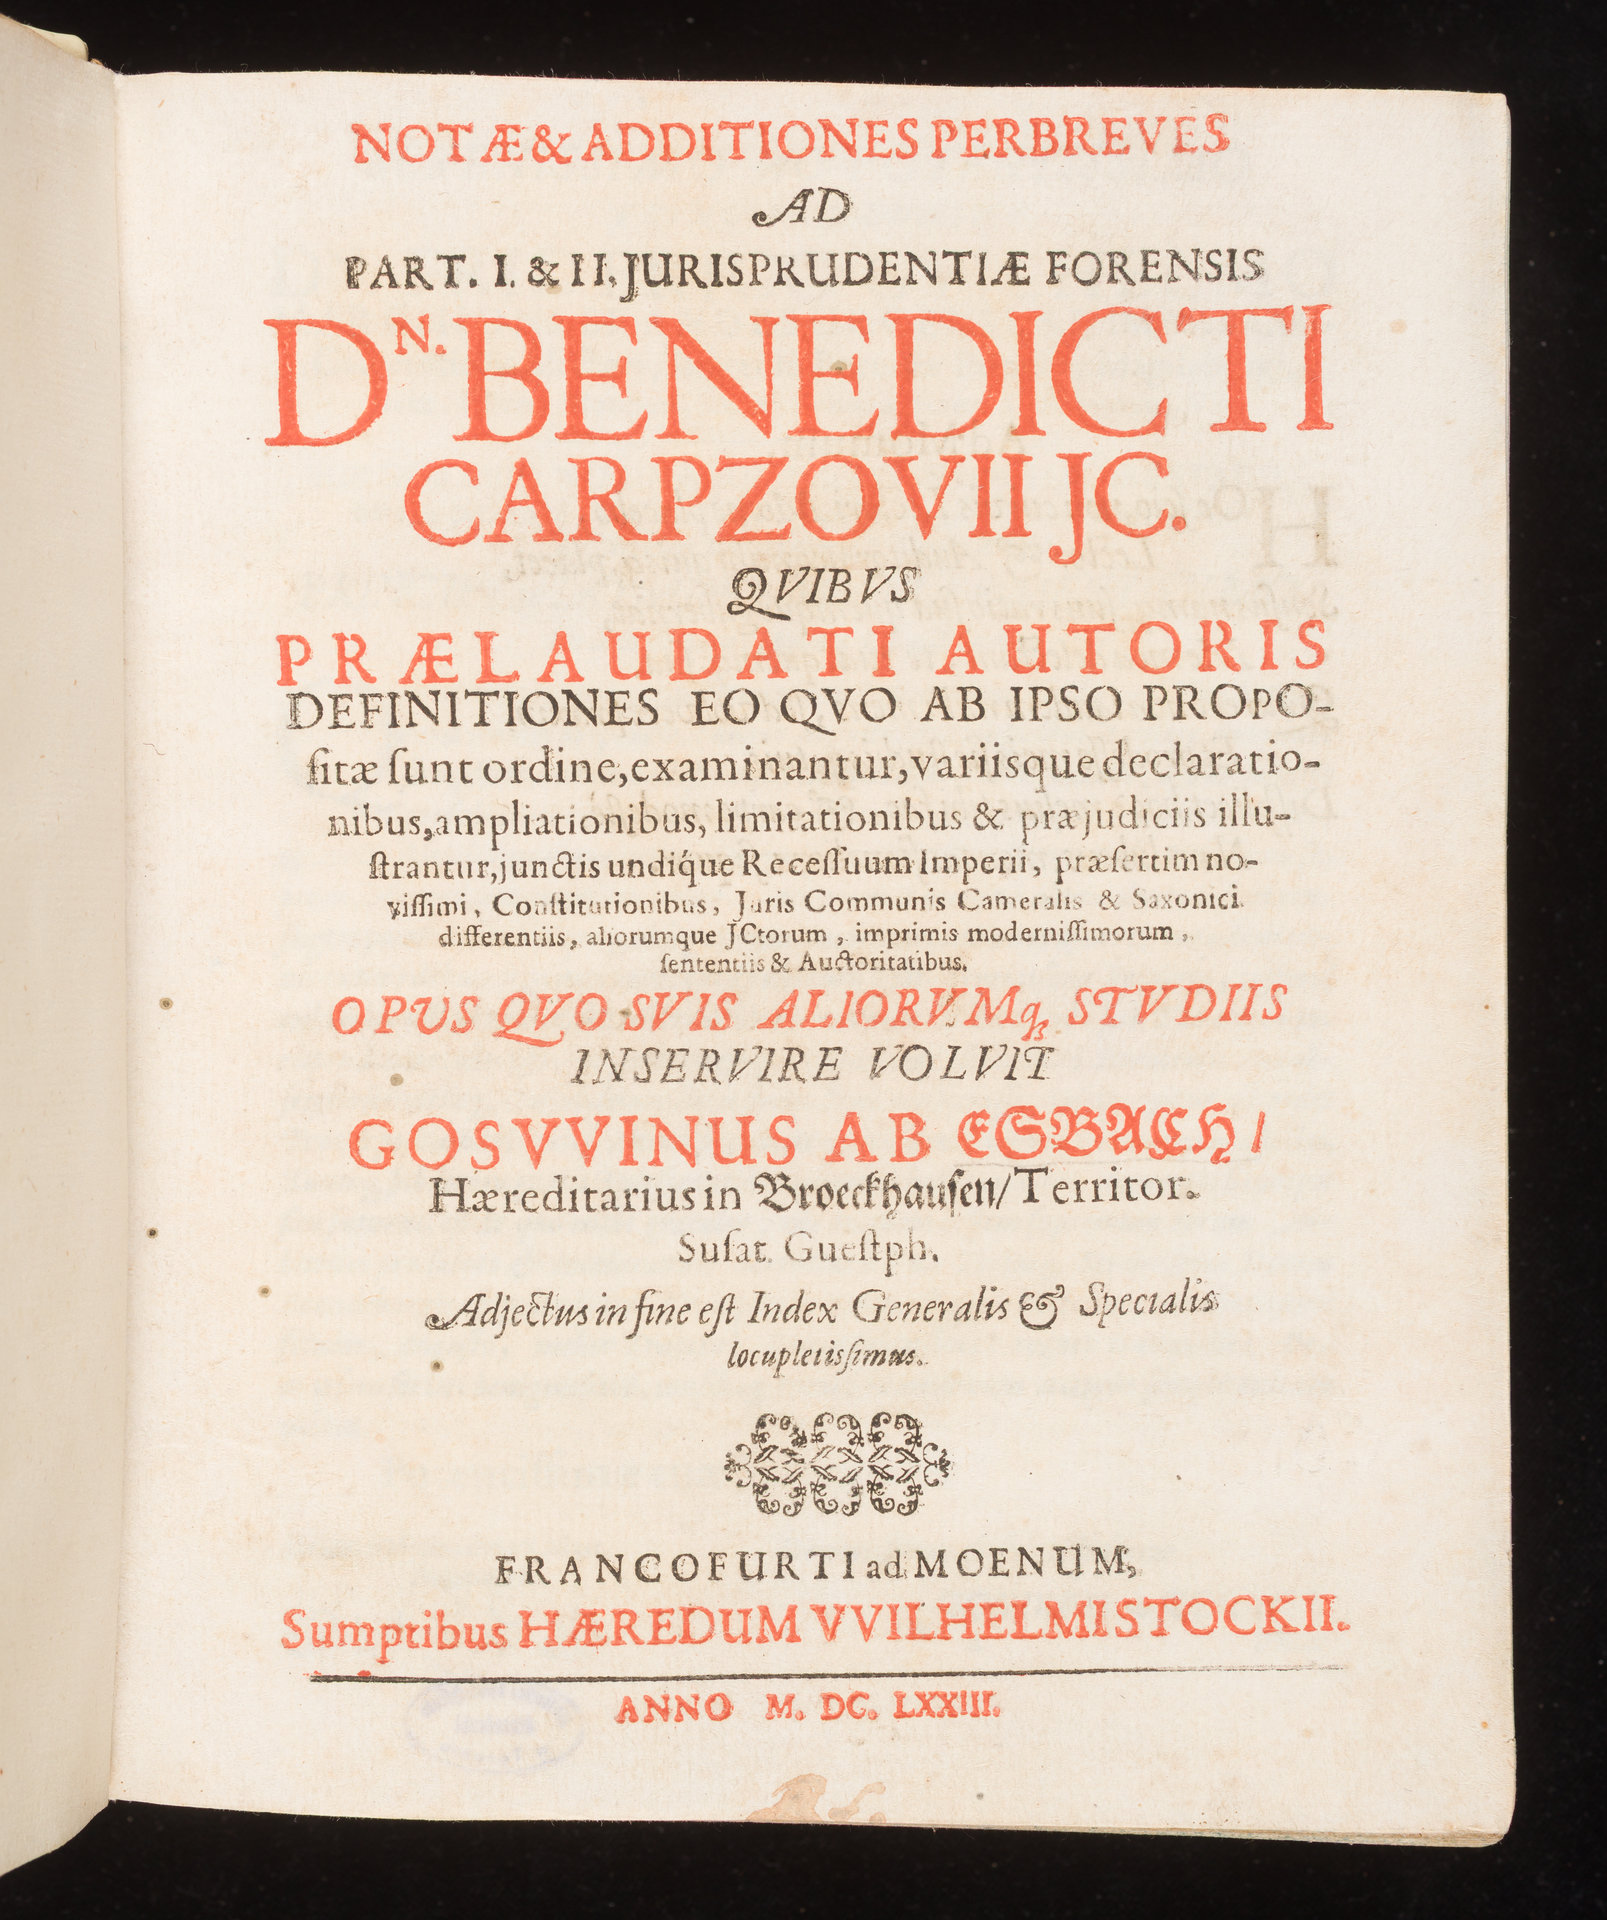 NOTÆ & ADDITIONES PERBREVES
AD
PART. I. & II. JURISPRUDENTIÆ FORENSIS
DN. BENEDICTI
CARPZOVII JC.
QVIBVS
PRÆLAUDATI AUTORIS
DEFINITIONES EO QVO AB IPSO PROPO-
ſitæ ſunt ordine, examinantur, variisque declaratio-
nibus, ampliationibus, limitationibus & præjudiciis illu-
ſtrantur, junctis undiq́ue Receſſuum Imperii, præſertim no-
viſſimi, Conſtitutionibus, Juris Communis Cameralis & Saxonici
differentiis, aliorumque JCtorum, imprimis moderniſſimorum,
ſententiis & Auctoritatibus.
OPUS QVO SVIS ALIORVMq; STVDIIS
INSERVIRE VOLVIT
GOSVVINUS AB ESBACH/
Hæreditarius in Broeckhauſen/ Territor.
Suſat. Gueſtph.
Adjectus in fine eſt Index Generalis & Specialis
locupletisſimus.
FRANCOFURTI ad MOENUM,
Sumptibus HÆREDUM VVILHELMI STOCKII.
ANNO M. DC. LXXIII.